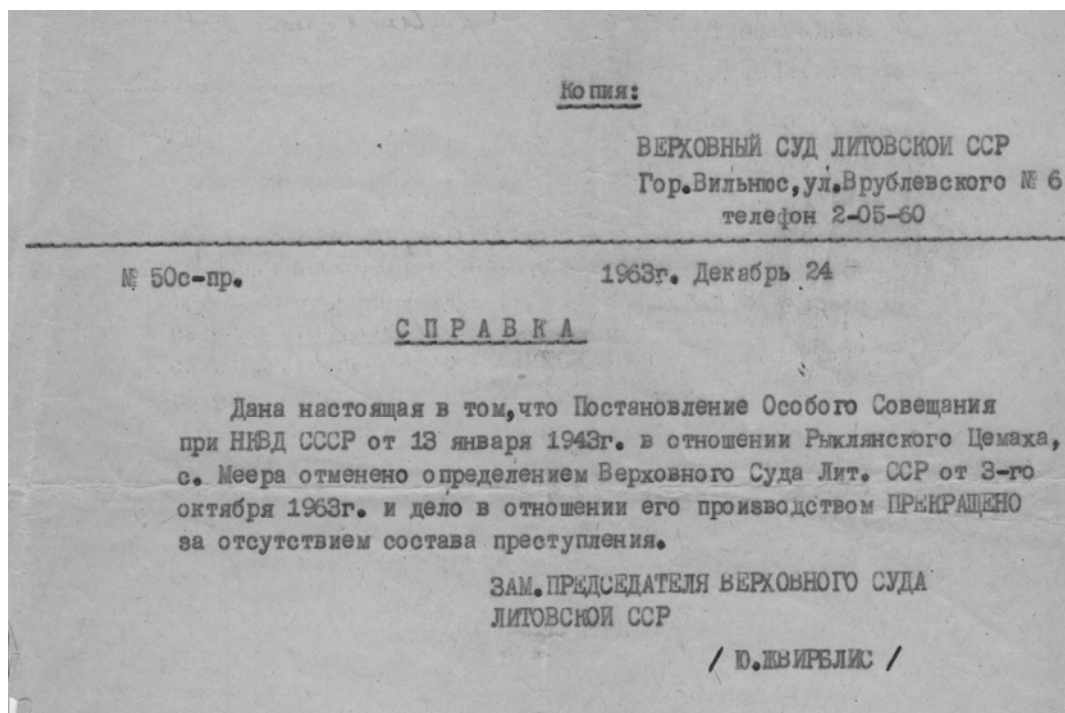 Копия:
ВЕРХОВНЫЙ СУД ЛИТОВСКОИ ССР
Гор.Вильнюс,ул.Врублевского № 6
телефон 2-05-60
№ 50с-пр.
1963г. Декабрь 24
СПРАВКА
Дана настоящая в том,что Постановление Особого Совещания
при НКВД СССР от 13 января 1943г. в отношении Рыклянского Цемаха,
с. Меера отменено определением Верховного Суда Лит. ССР от 3-го
октября 1963г. и дело в отношении его производством ПРЕКРАЩЕНО
за отсутствием состава преступления.
ЗАМ.ПРЕДСЕДАТЕЛЯ ВЕРХОВНОГО СУДА
ЛИТОВСКОЙ ССР
/ Ю.ЖВИРБЛИС /